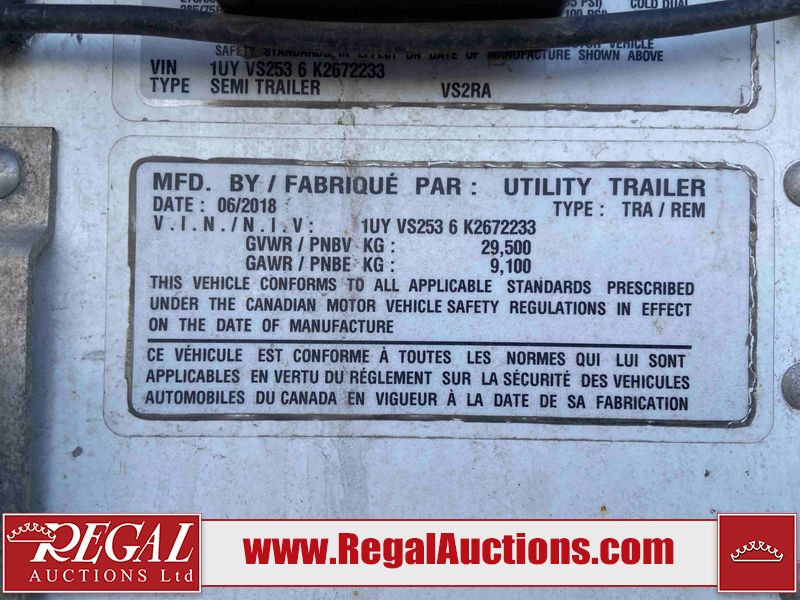 (100 PSI) COLD DUAL
SAFETY STANDARDS IN EFFECT ON DATE OF MANUFACTURE SHOWN ABOVE
VIN 1UY VS253 6 K2672233
TYPE SEMI TRAILER VS2RA
MFD. BY / FABRIQUÉ PAR : UTILITY TRAILER
DATE : 06/2018 TYPE : TRA / REM
V.I.N./N.I.V: 1UY VS253 6 K2672233
GVWR / PNBV KG : 29,500
GAWR / PNBE KG : 9,100
THIS VEHICLE CONFORMS TO ALL APPLICABLE STANDARDS PRESCRIBED
UNDER THE CANADIAN MOTOR VEHICLE SAFETY REGULATIONS IN EFFECT
ON THE DATE OF MANUFACTURE
CE VÉHICULE EST CONFORME À TOUTES LES NORMES QUI LUI SONT
APPLICABLES EN VERTU DU RÉGLEMENT SUR LA SÉCURITÉ DES VEHICULES
AUTOMOBILES DU CANADA EN VIGUEUR À LA DATE DE SA FABRICATION
REGAL
AUCTIONS Ltd
www.RegalAuctions.com